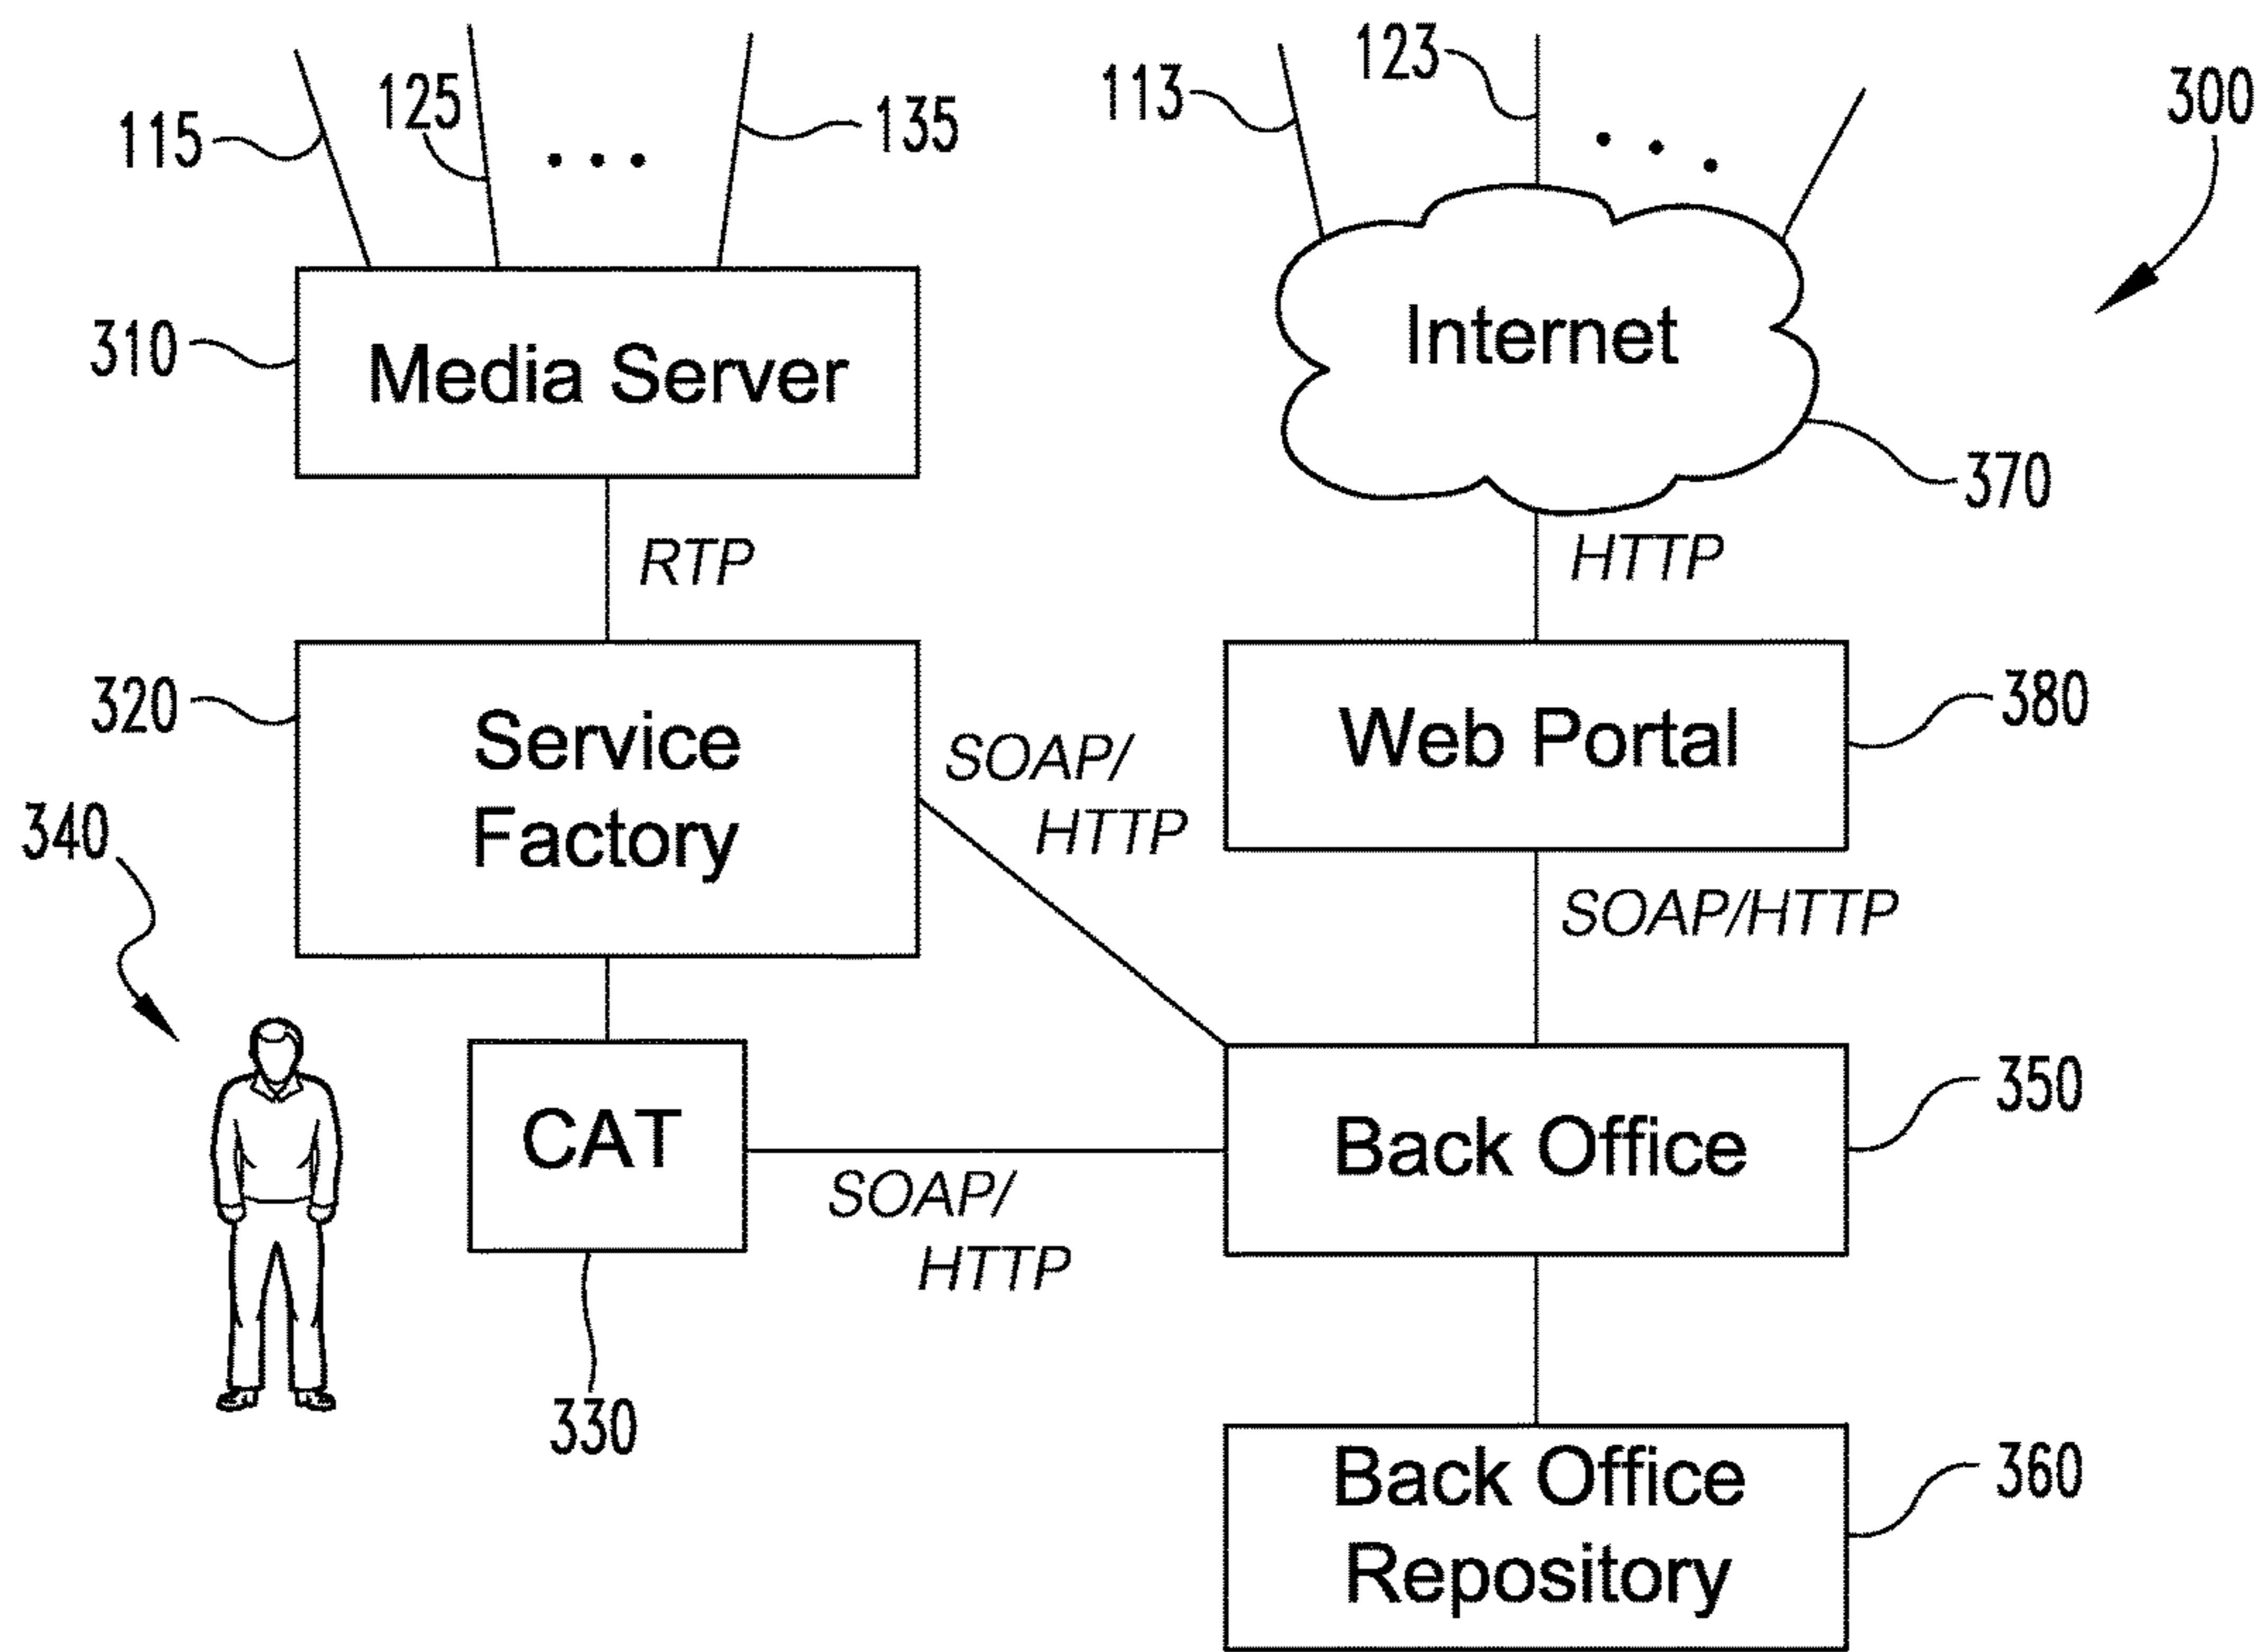 115
125
135
113
123
300
310
Media Server
Internet
370
RTP
HTTP
320
Service
Factory
SOAP/
HTTP
Web Portal
380
340
SOAP/HTTP
CAT
SOAP/
HTTP
Back Office
350
330
Back Office
Repository
360